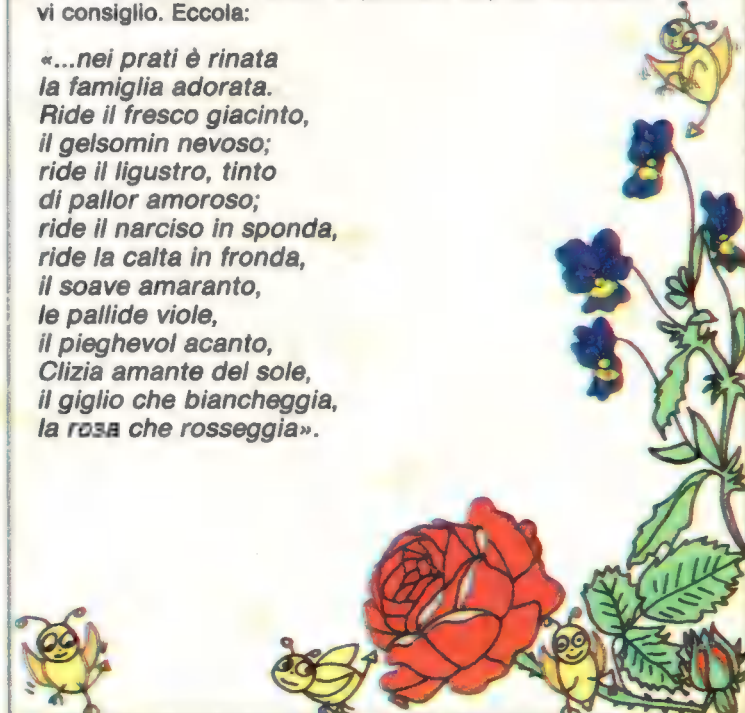 vi consiglio. Eccola:
«...nei prati è rinata
la famiglia adorata.
Ride il fresco giacinto,
il gelsomin nevoso;
ride il ligustro, tinto
di pallor amoroso;
ride il narciso in sponda,
ride la calta in fronda,
il soave amaranto,
le pallide viole,
il pieghevol acanto,
Clizia amante del sole,
il giglio che biancheggia,
la rosa che rosseggia».